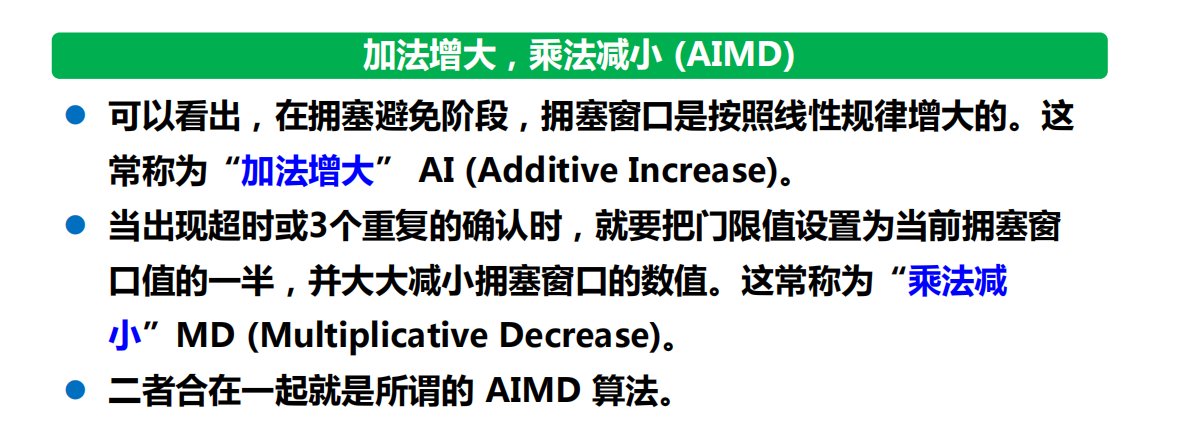 加法增大，乘法减小 (AIMD)
可以看出，在拥塞避免阶段，拥塞窗口是按照线性规律增大的。这
常称为“加法增大” AI (Additive Increase)。
当出现超时或3个重复的确认时，就要把门限值设置为当前拥塞窗
口值的一半，并大大减小拥塞窗口的数值。这常称为“乘法减
小”MD (Multiplicative Decrease)。
二者合在一起就是所谓的 AIMD 算法。